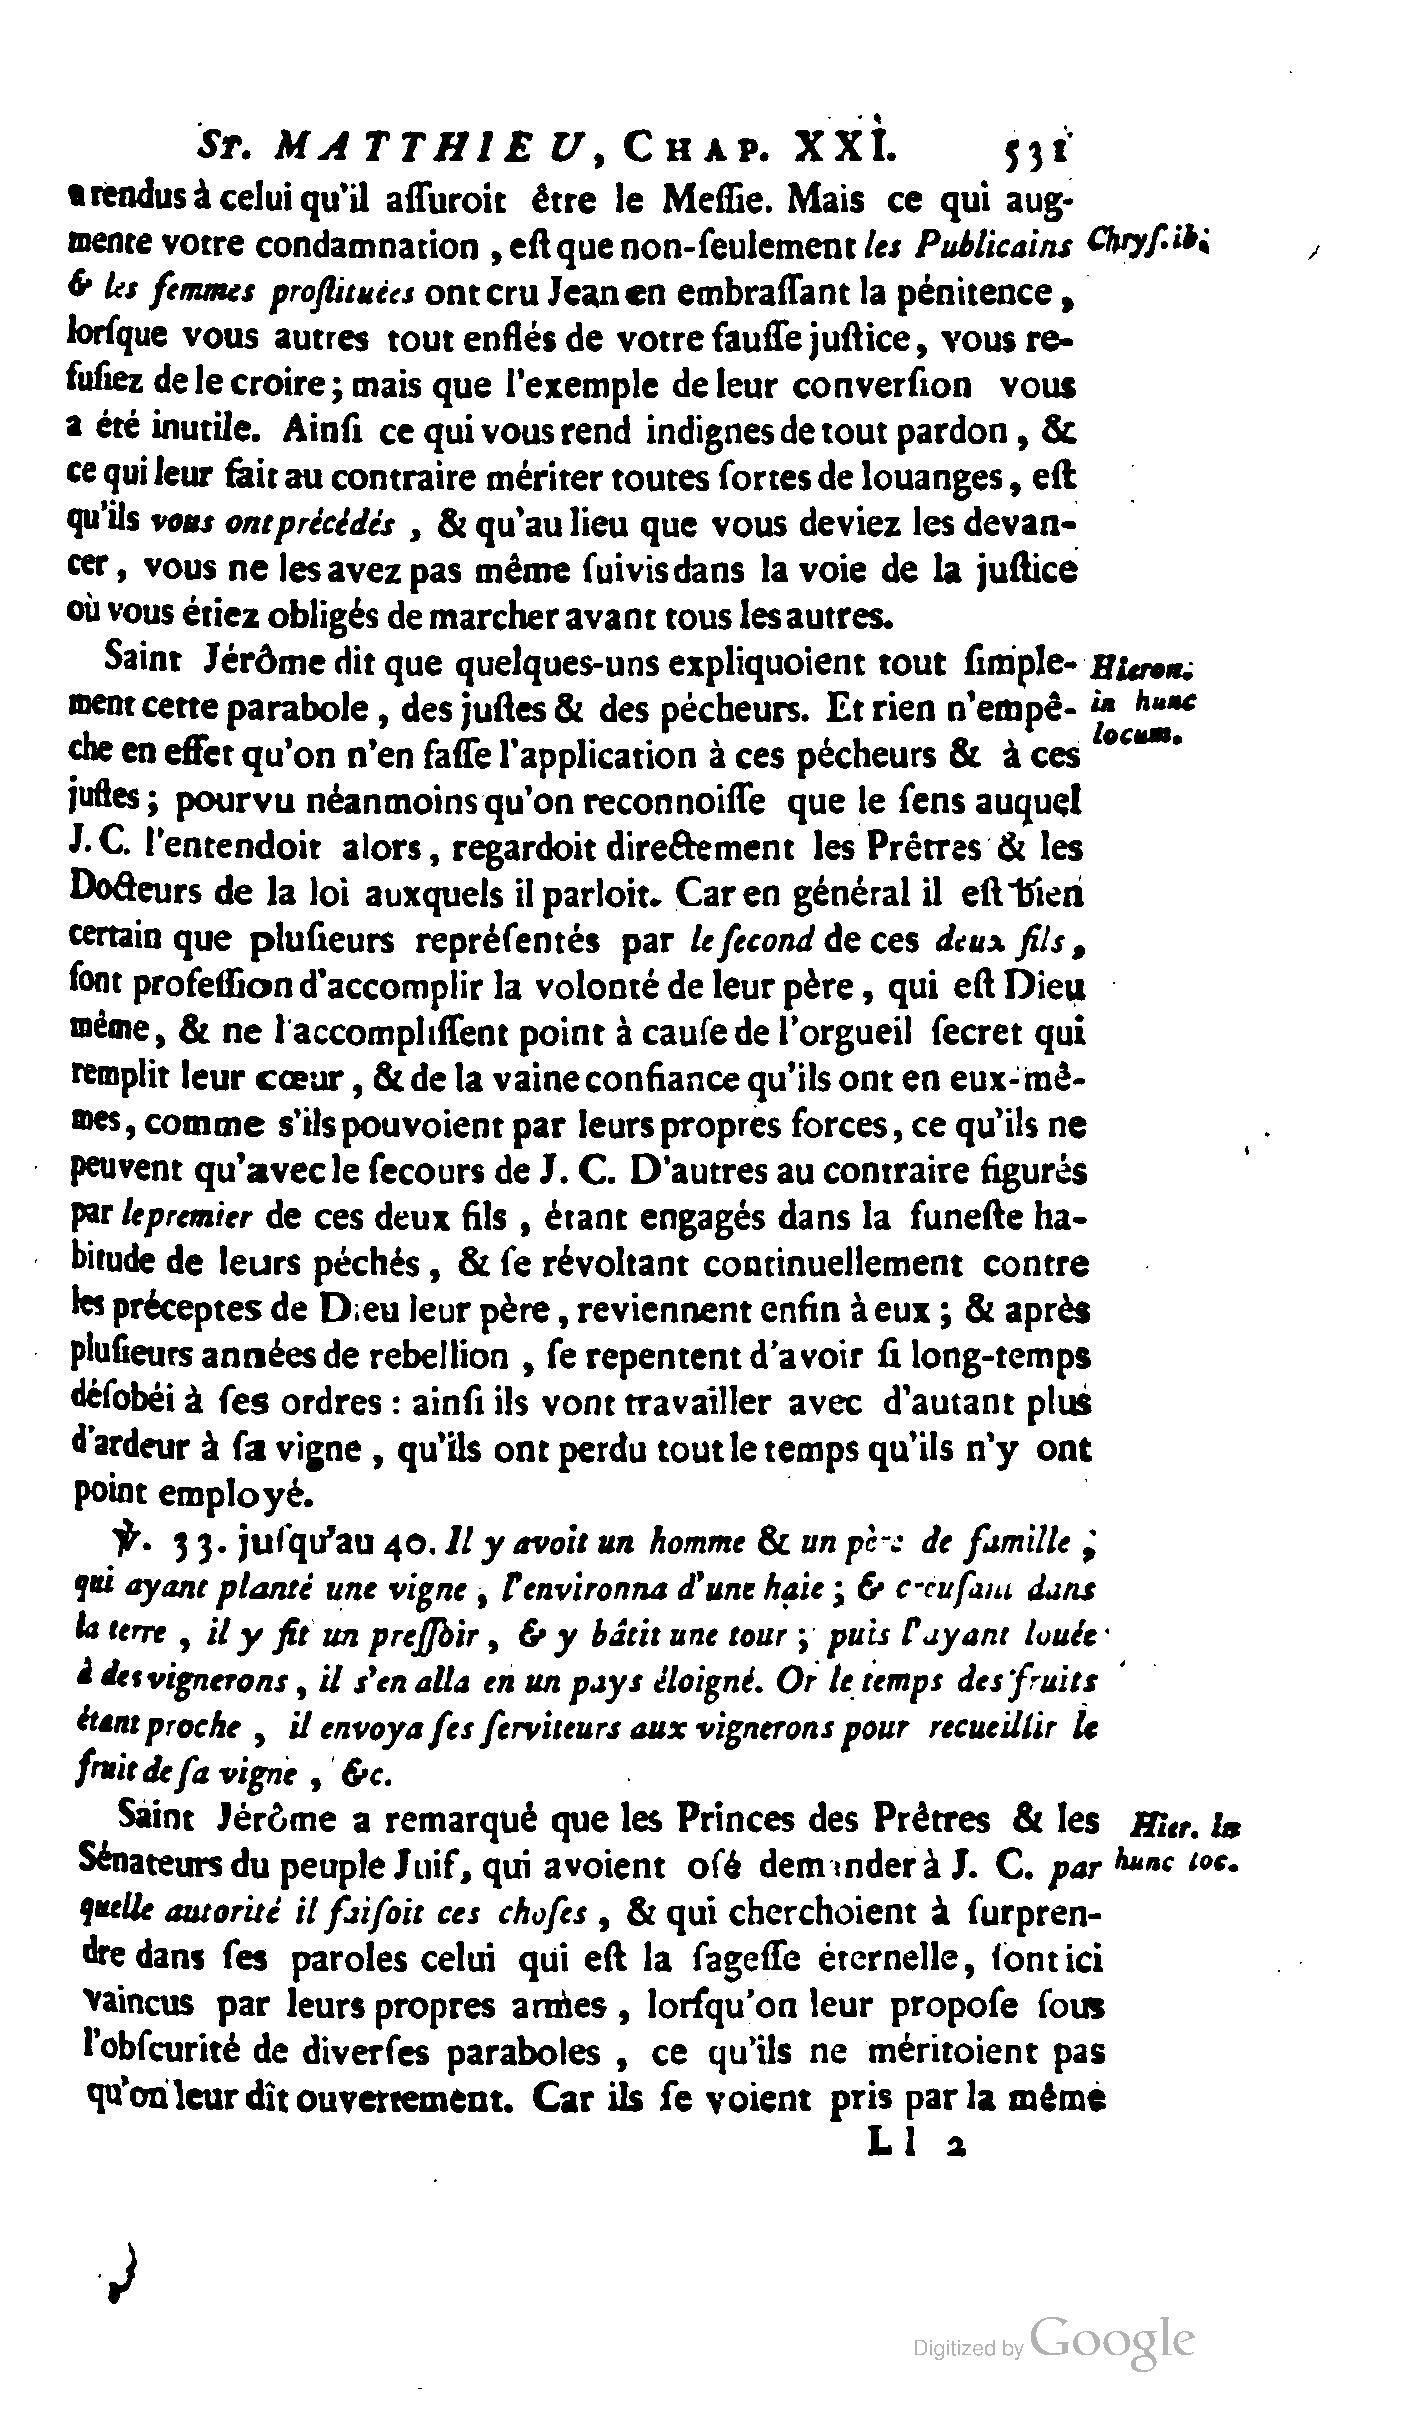 ST. MATTHIEU, CHAP. XXI. 531
a rendus à celui qu'il aſſuroit être le Meſſie. Mais ce qui aug-
mente votre condamnation, eſt que non-ſeulement les Publicains
Chryſ. ib.
& les femmes proſtituées ont cru Jean en embraſſant la pénitence,
lorſque vous autres tout enflés de votre fauſſe juſtice, vous re-
fuſiez de le croire; mais que l'exemple de leur converſion vous
a été inutile. Ainſi ce qui vous rend indignes de tout pardon, &
ce qui leur fait au contraire mériter toutes ſortes de louanges, eſt
qu'ils vous ont précédés, & qu'au lieu que vous deviez les devan-
cer, vous ne les avez pas même ſuivis dans la voie de la juſtice
où vous étiez obligés de marcher avant tous les autres.
Saint Jérôme dit que quelques-uns expliquoient tout ſimple-
Hieron.
ment cette parabole, des juſtes & des pécheurs. Et rien n'empê-
in hunc
che en effet qu'on n'en faſſe l'application à ces pécheurs & à ces
locum.
juſtes; pourvu néanmoins qu'on reconnoiſſe que le ſens auquel
J. C. l'entendoit alors, regardoit directement les Prêtres & les
Docteurs de la loi auxquels il parloit. Car en général il eſt bien
certain que pluſieurs repréſentés par le ſecond de ces deux fils,
font profeſſion d'accomplir la volonté de leur père, qui eſt Dieu
même, & ne l'accompliſſent point à cauſe de l'orgueil ſecret qui
remplit leur cœur, & de la vaine confiance qu'ils ont en eux-mê-
mes, comme s'ils pouvoient par leurs propres forces, ce qu'ils ne
peuvent qu'avec le ſecours de J. C. D'autres au contraire figurés
par le premier de ces deux fils, étant engagés dans la funeſte ha-
bitude de leurs péchés, & ſe révoltant continuellement contre
les préceptes de Dieu leur père, reviennent enfin à eux; & après
pluſieurs années de rebellion, ſe repentent d'avoir ſi long-temps
déſobéi à ſes ordres: ainſi ils vont travailler avec d'autant plus
d'ardeur à ſa vigne, qu'ils ont perdu tout le temps qu'ils n'y ont
point employé.
℣. 33. juſqu'au 40. Il y avoit un homme & un père de famille;
qui ayant planté une vigne, l'environna d'une haie; & creuſant dans
la terre, il y fit un preſſoir, & y bâtit une tour; puis l'ayant louée
à des vignerons, il s'en alla en un pays éloigné. Or le temps des fruits
étant proche, il envoya ſes ſerviteurs aux vignerons pour recueillir le
fruit de ſa vigne, &c.
Saint Jérôme a remarqué que les Princes des Prêtres & les
Hier. in
Sénateurs du peuple Juif, qui avoient oſé demander à J. C. par
hunc loc.
quelle autorité il faiſoit ces choſes, & qui cherchoient à ſurpren-
dre dans ſes paroles celui qui eſt la ſageſſe éternelle, ſont ici
vaincus par leurs propres armes, lorſqu'on leur propoſe ſous
l'obſcurité de diverſes paraboles, ce qu'ils ne méritoient pas
qu'on leur dît ouvertement. Car ils ſe voient pris par la même
Ll 2
Digitized by Google